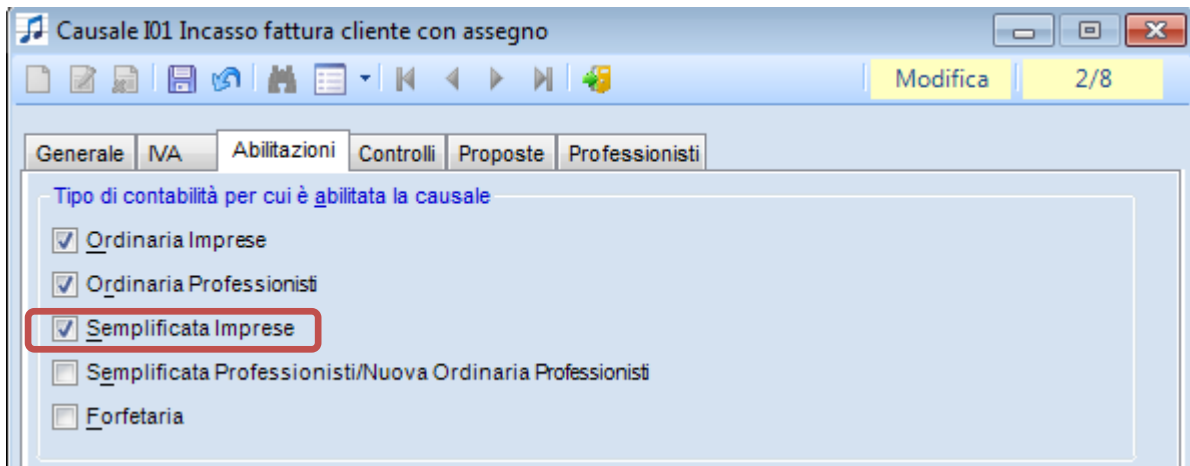 Causale I01 Incasso fattura cliente con assegno
Modifica 2/8
Generale IVA Abilitazioni Controlli Proposte Professionisti
Tipo di contabilità per cui è abilitata la causale
Ordinaria Imprese
Ordinaria Professionisti
Semplificata Imprese
Semplificata Professionisti/Nuova Ordinaria Professionisti
Forfetaria